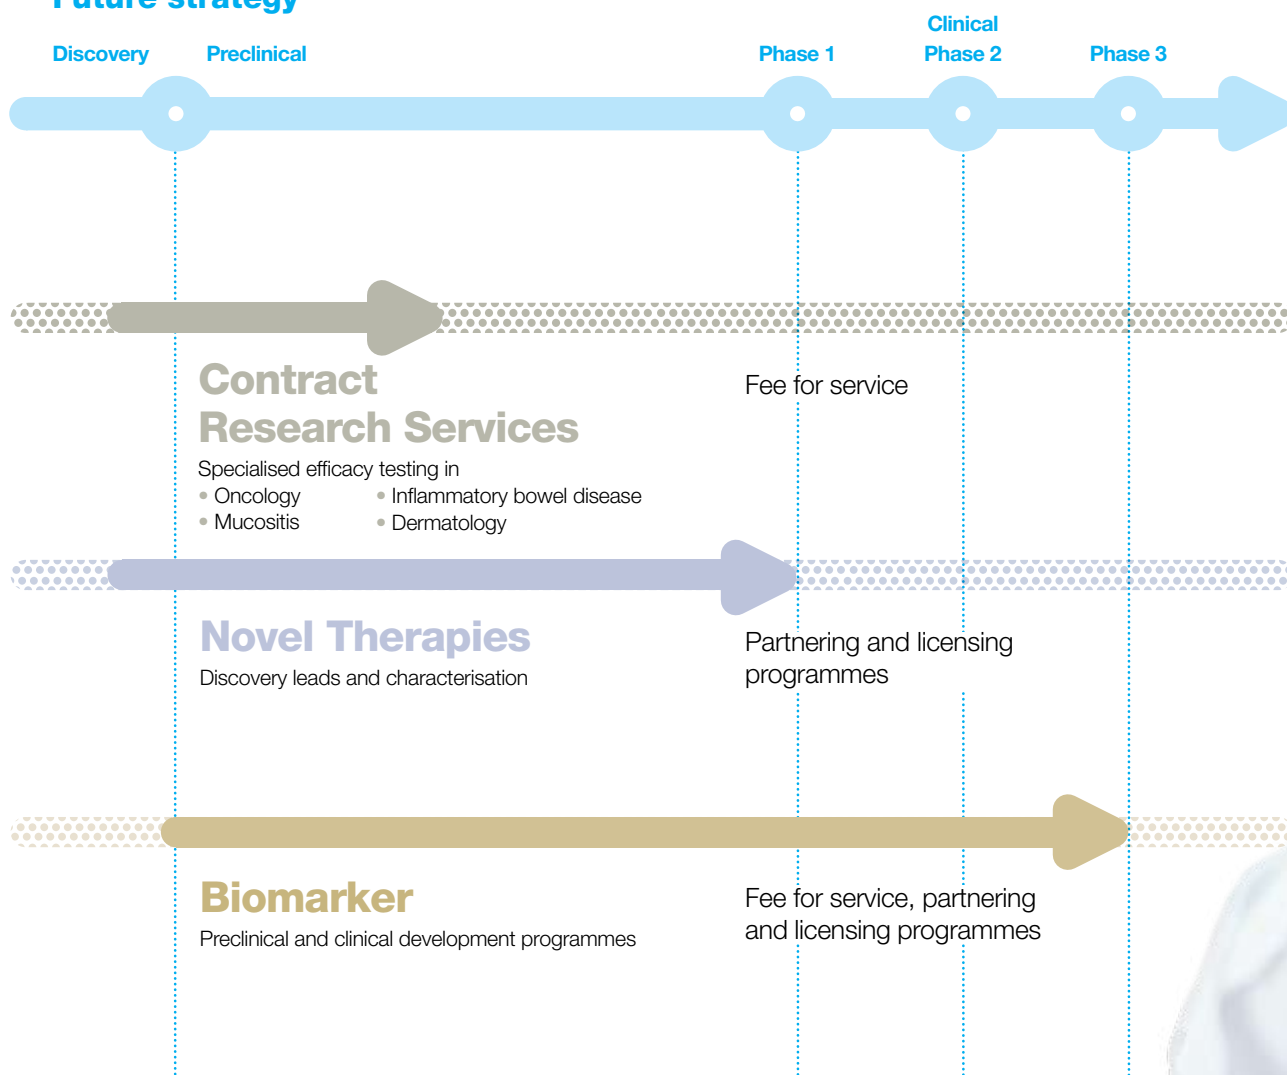 Future strategy
Clinical
Discovery
Preclinical
Phase 1
Phase 2
Phase 3
Contract
Research Services
Fee for service
Specialised efficacy testing in
• Oncology
• Inflammatory bowel disease
• Mucositis
• Dermatology
Novel Therapies
Discovery leads and characterisation
Partnering and licensing
programmes
Biomarker
Preclinical and clinical development programmes
Fee for service, partnering
and licensing programmes